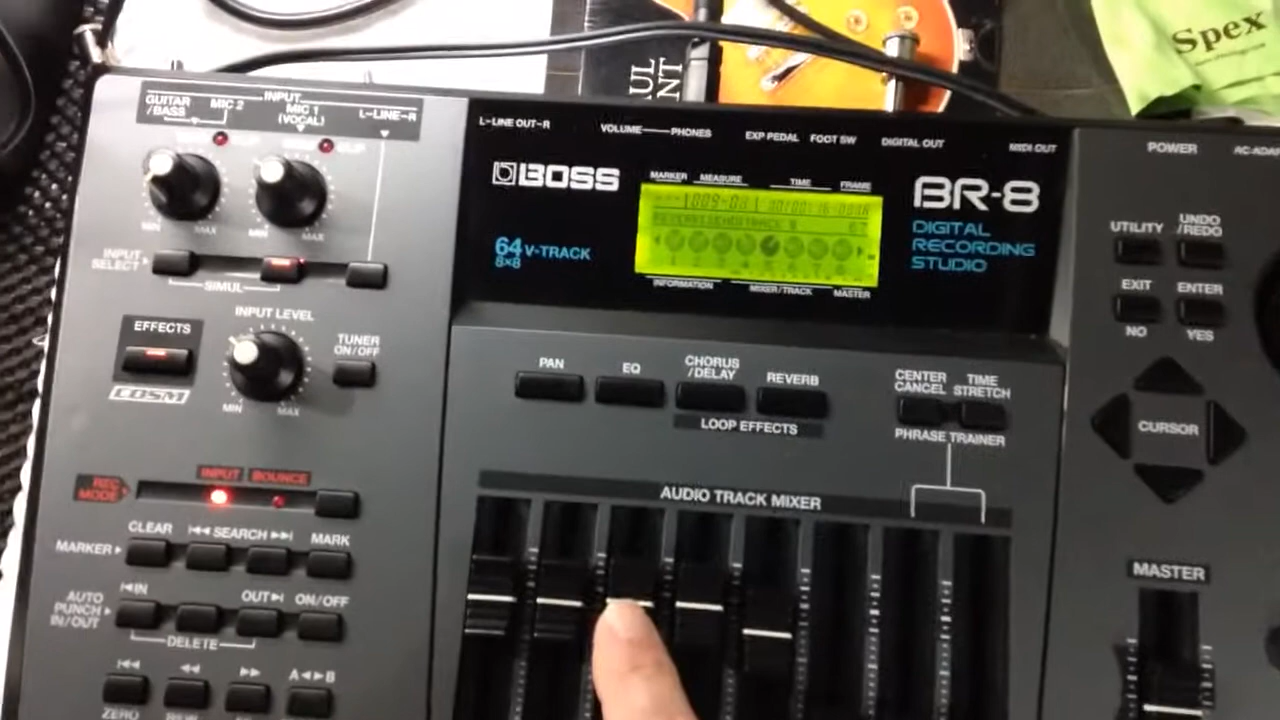 Spex
UL
NT
INPUT
GUITAR
/BASS
MIC 2
MIC 1
(VOCAL)
L-LINE-R
L-LINE OUT-R
VOLUME
PHONES
EXP PEDAL
FOOT SW
DIGITAL OUT
MIDI OUT
POWER
AC-ADAP
BOSS
MARKER
MEASURE
TIME
FRAME
BR-8
DIGITAL
RECORDING
STUDIO
64 V-TRACK
8x8
INFORMATION
MIXER/TRACK
MASTER
MIN
MAX
MIN
MAX
INPUT
SELECT
SIMUL
UTILITY
UNDO
/REDO
EXIT
ENTER
NO
YES
INPUT LEVEL
EFFECTS
TUNER
ON/OFF
COSM
MIN
MAX
PAN
EQ
CHORUS
/DELAY
REVERB
LOOP EFFECTS
CENTER
CANCEL
TIME
STRETCH
PHRASE TRAINER
CURSOR
REC
MODE
INPUT
BOUNCE
AUDIO TRACK MIXER
CLEAR
SEARCH
MARK
MARKER
MASTER
IN
OUT
ON/OFF
AUTO
PUNCH
IN/OUT
DELETE
A B
ZERO